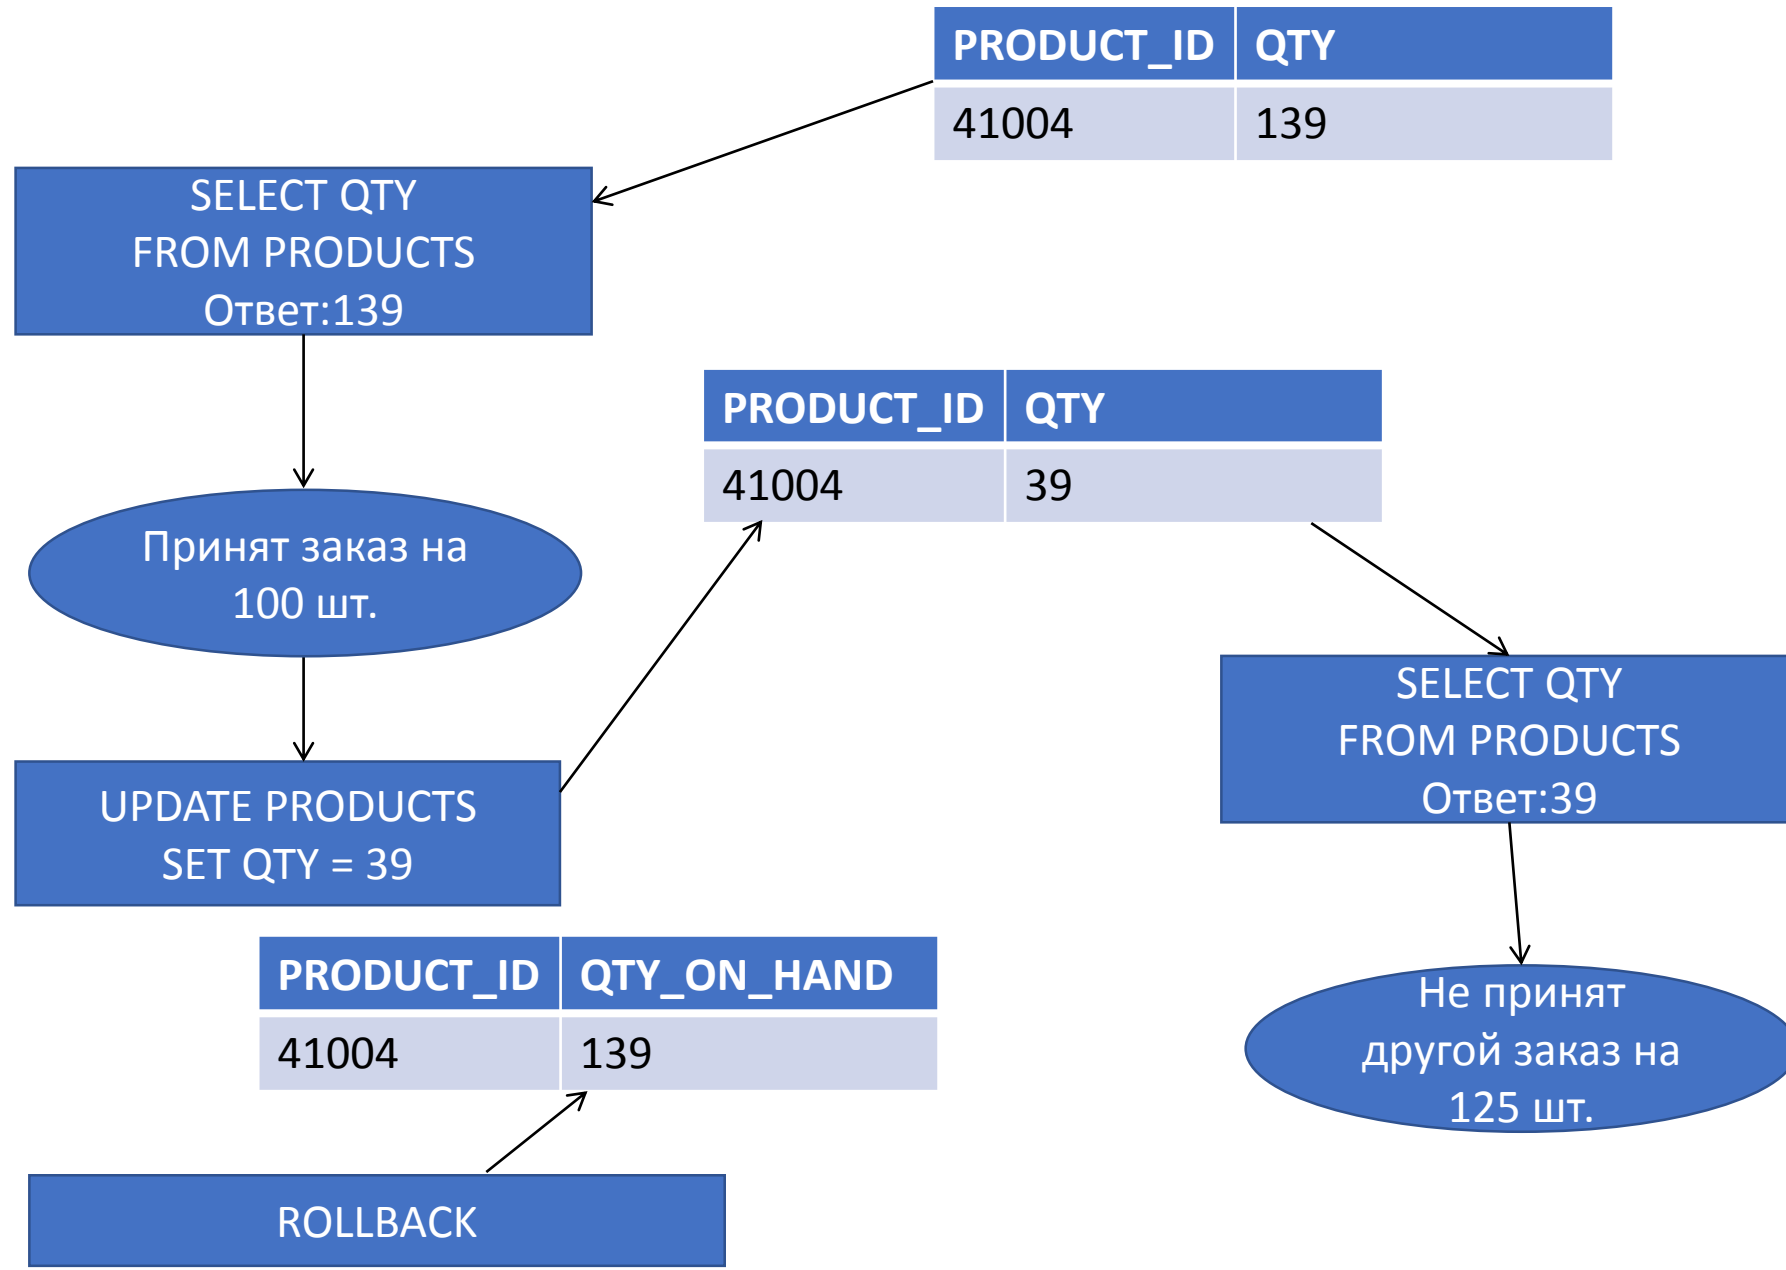 PRODUCT_ID QTY
41004 139
SELECT QTY
FROM PRODUCTS
Ответ:139
PRODUCT_ID QTY
41004 39
Принят заказ на
100 шт.
SELECT QTY
FROM PRODUCTS
Ответ:39
UPDATE PRODUCTS
SET QTY = 39
PRODUCT_ID QTY_ON_HAND
41004 139
Не принят
другой заказ на
125 шт.
ROLLBACK